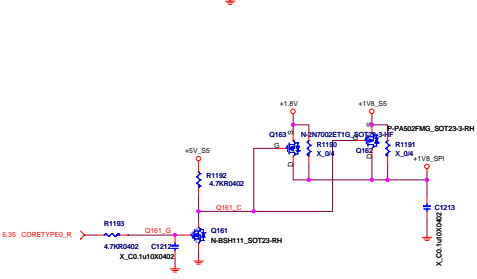 +1.8V
+1V8_S5
Q163
N-2N7002ET1G_SOT23-3-HF
P-PA502FMG_SOT23-3-RH
S
S
G
G
R1190
X_0/4
Q162
R1191
X_0/4
D
D
+5V_S5
+1V8_SPI
R1192
4.7KR0402
Q161_C
C1213
X_C0.1u10X0402
R1193
6,35 CORETYPE0_R
Q161_G
Q161
4.7KR0402
C1212
N-BSH111_SOT23-RH
X_C0.1u10X0402